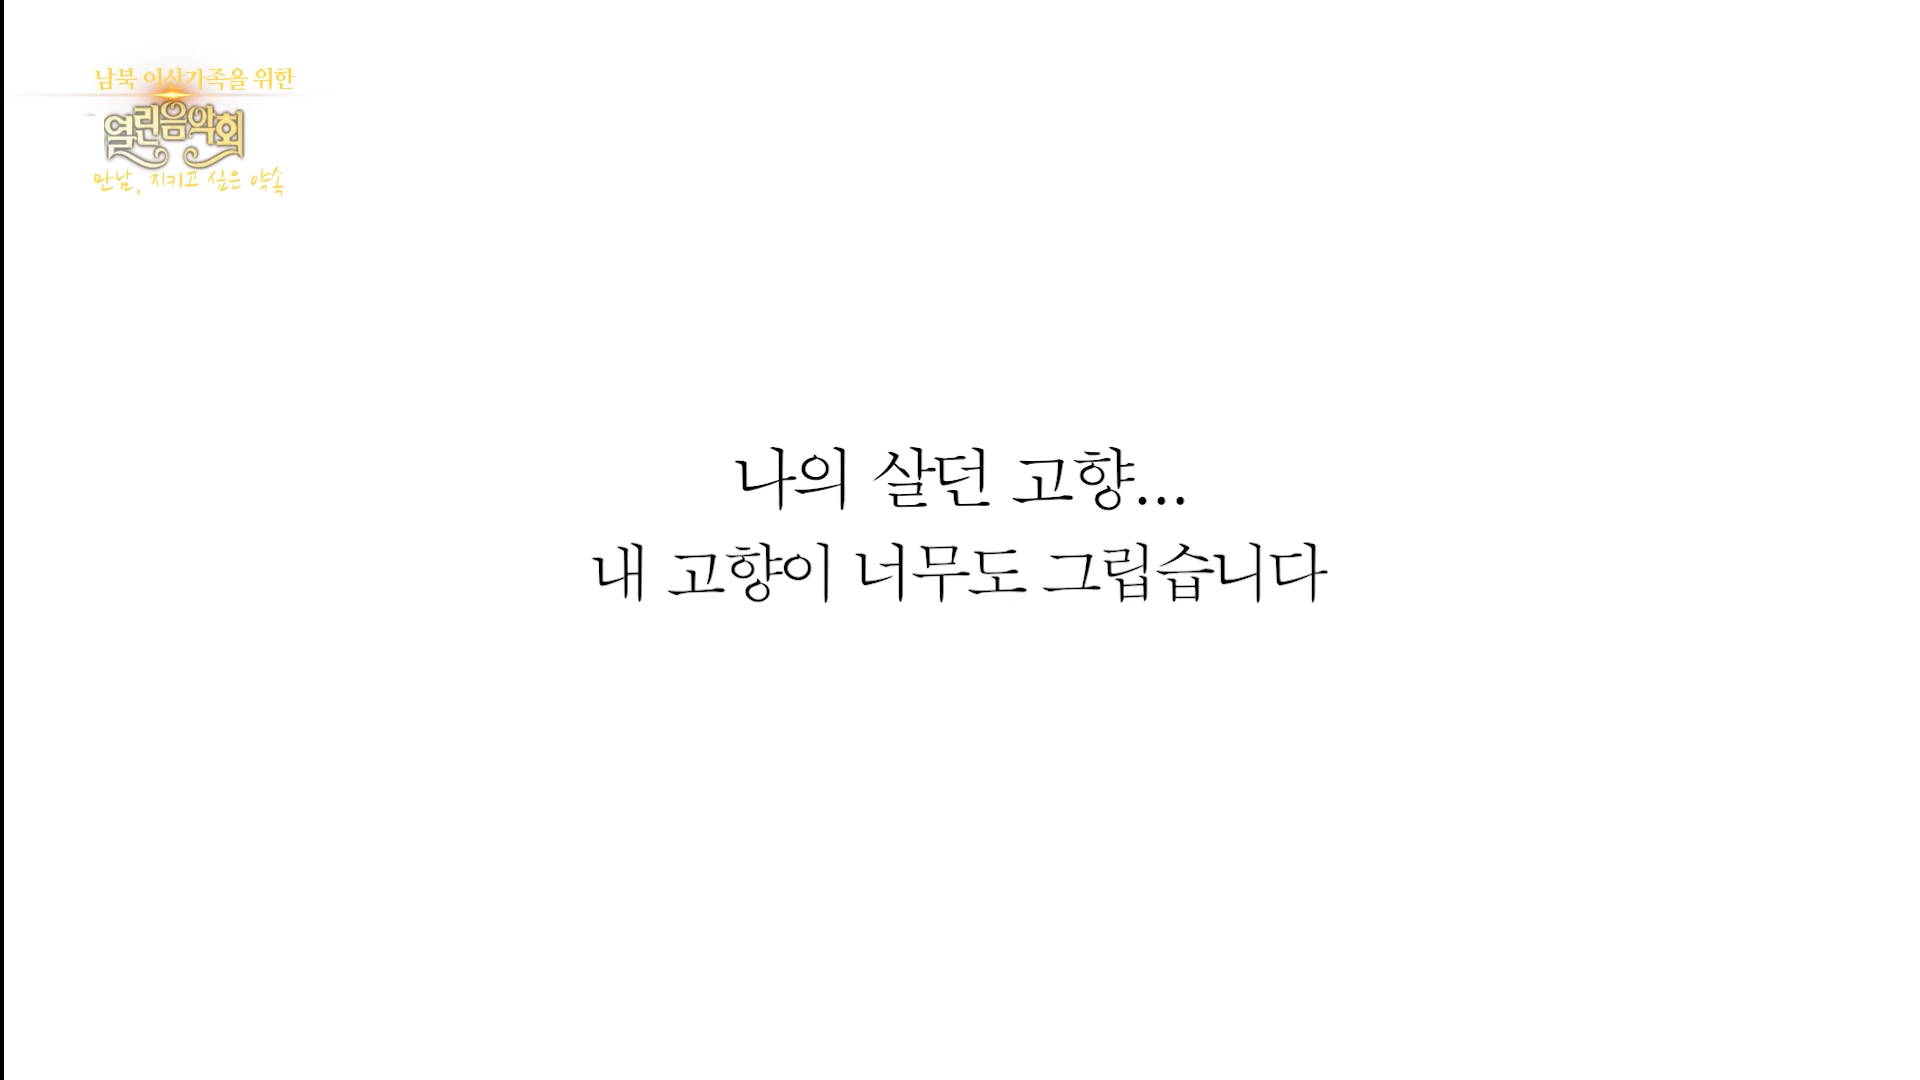 남북 이산가족을 위한
열린음악회
만남, 지키고 싶은 약속
나의 살던 고향...
내 고향이 너무도 그립습니다